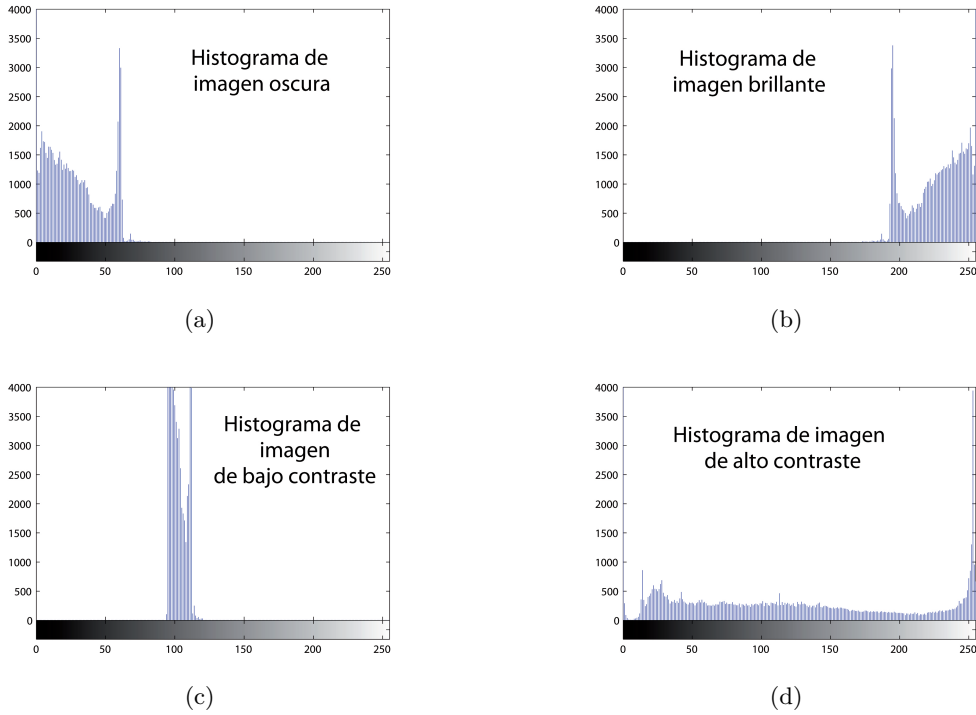 4000
3500
3000
2500
2000
1500
1000
500
0
Histograma de
imagen oscura
0 50 100 150 200 250
(a)
4000
3500
3000
2500
2000
1500
1000
500
0
Histograma de
imagen brillante
0 50 100 150 200 250
(b)
4000
3500
3000
2500
2000
1500
1000
500
0
Histograma de
imagen
de bajo contraste
0 50 100 150 200 250
(c)
4000
3500
3000
2500
2000
1500
1000
500
0
Histograma de imagen
de alto contraste
0 50 100 150 200 250
(d)